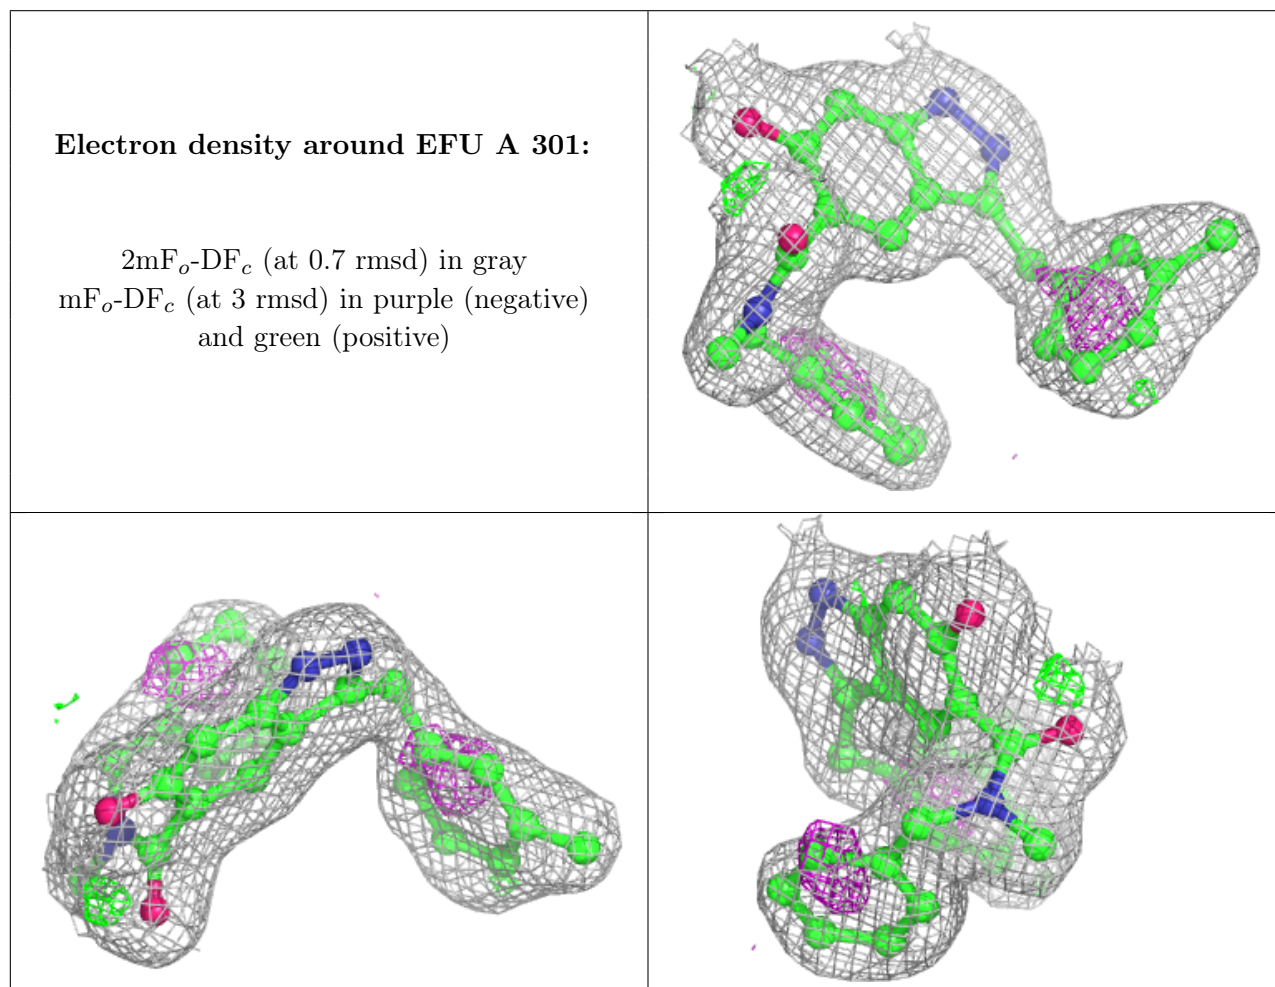 Electron density around EFU A 301:
2mFo-DFc (at 0.7 rmsd) in gray
mFo-DFc (at 3 rmsd) in purple (negative)
and green (positive)